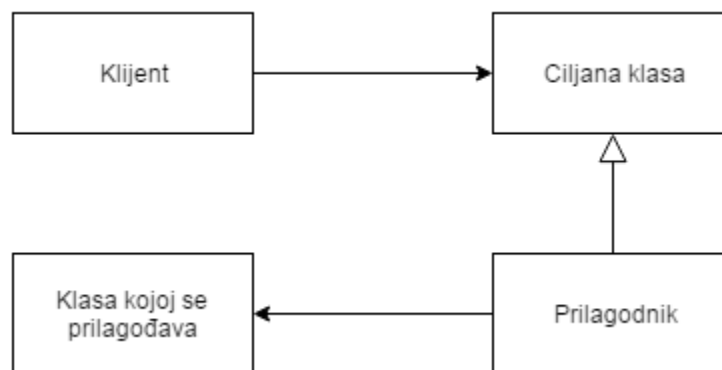 Klijent
Ciljana klasa
Klasa kojoj se
prilagođava
Prilagodnik